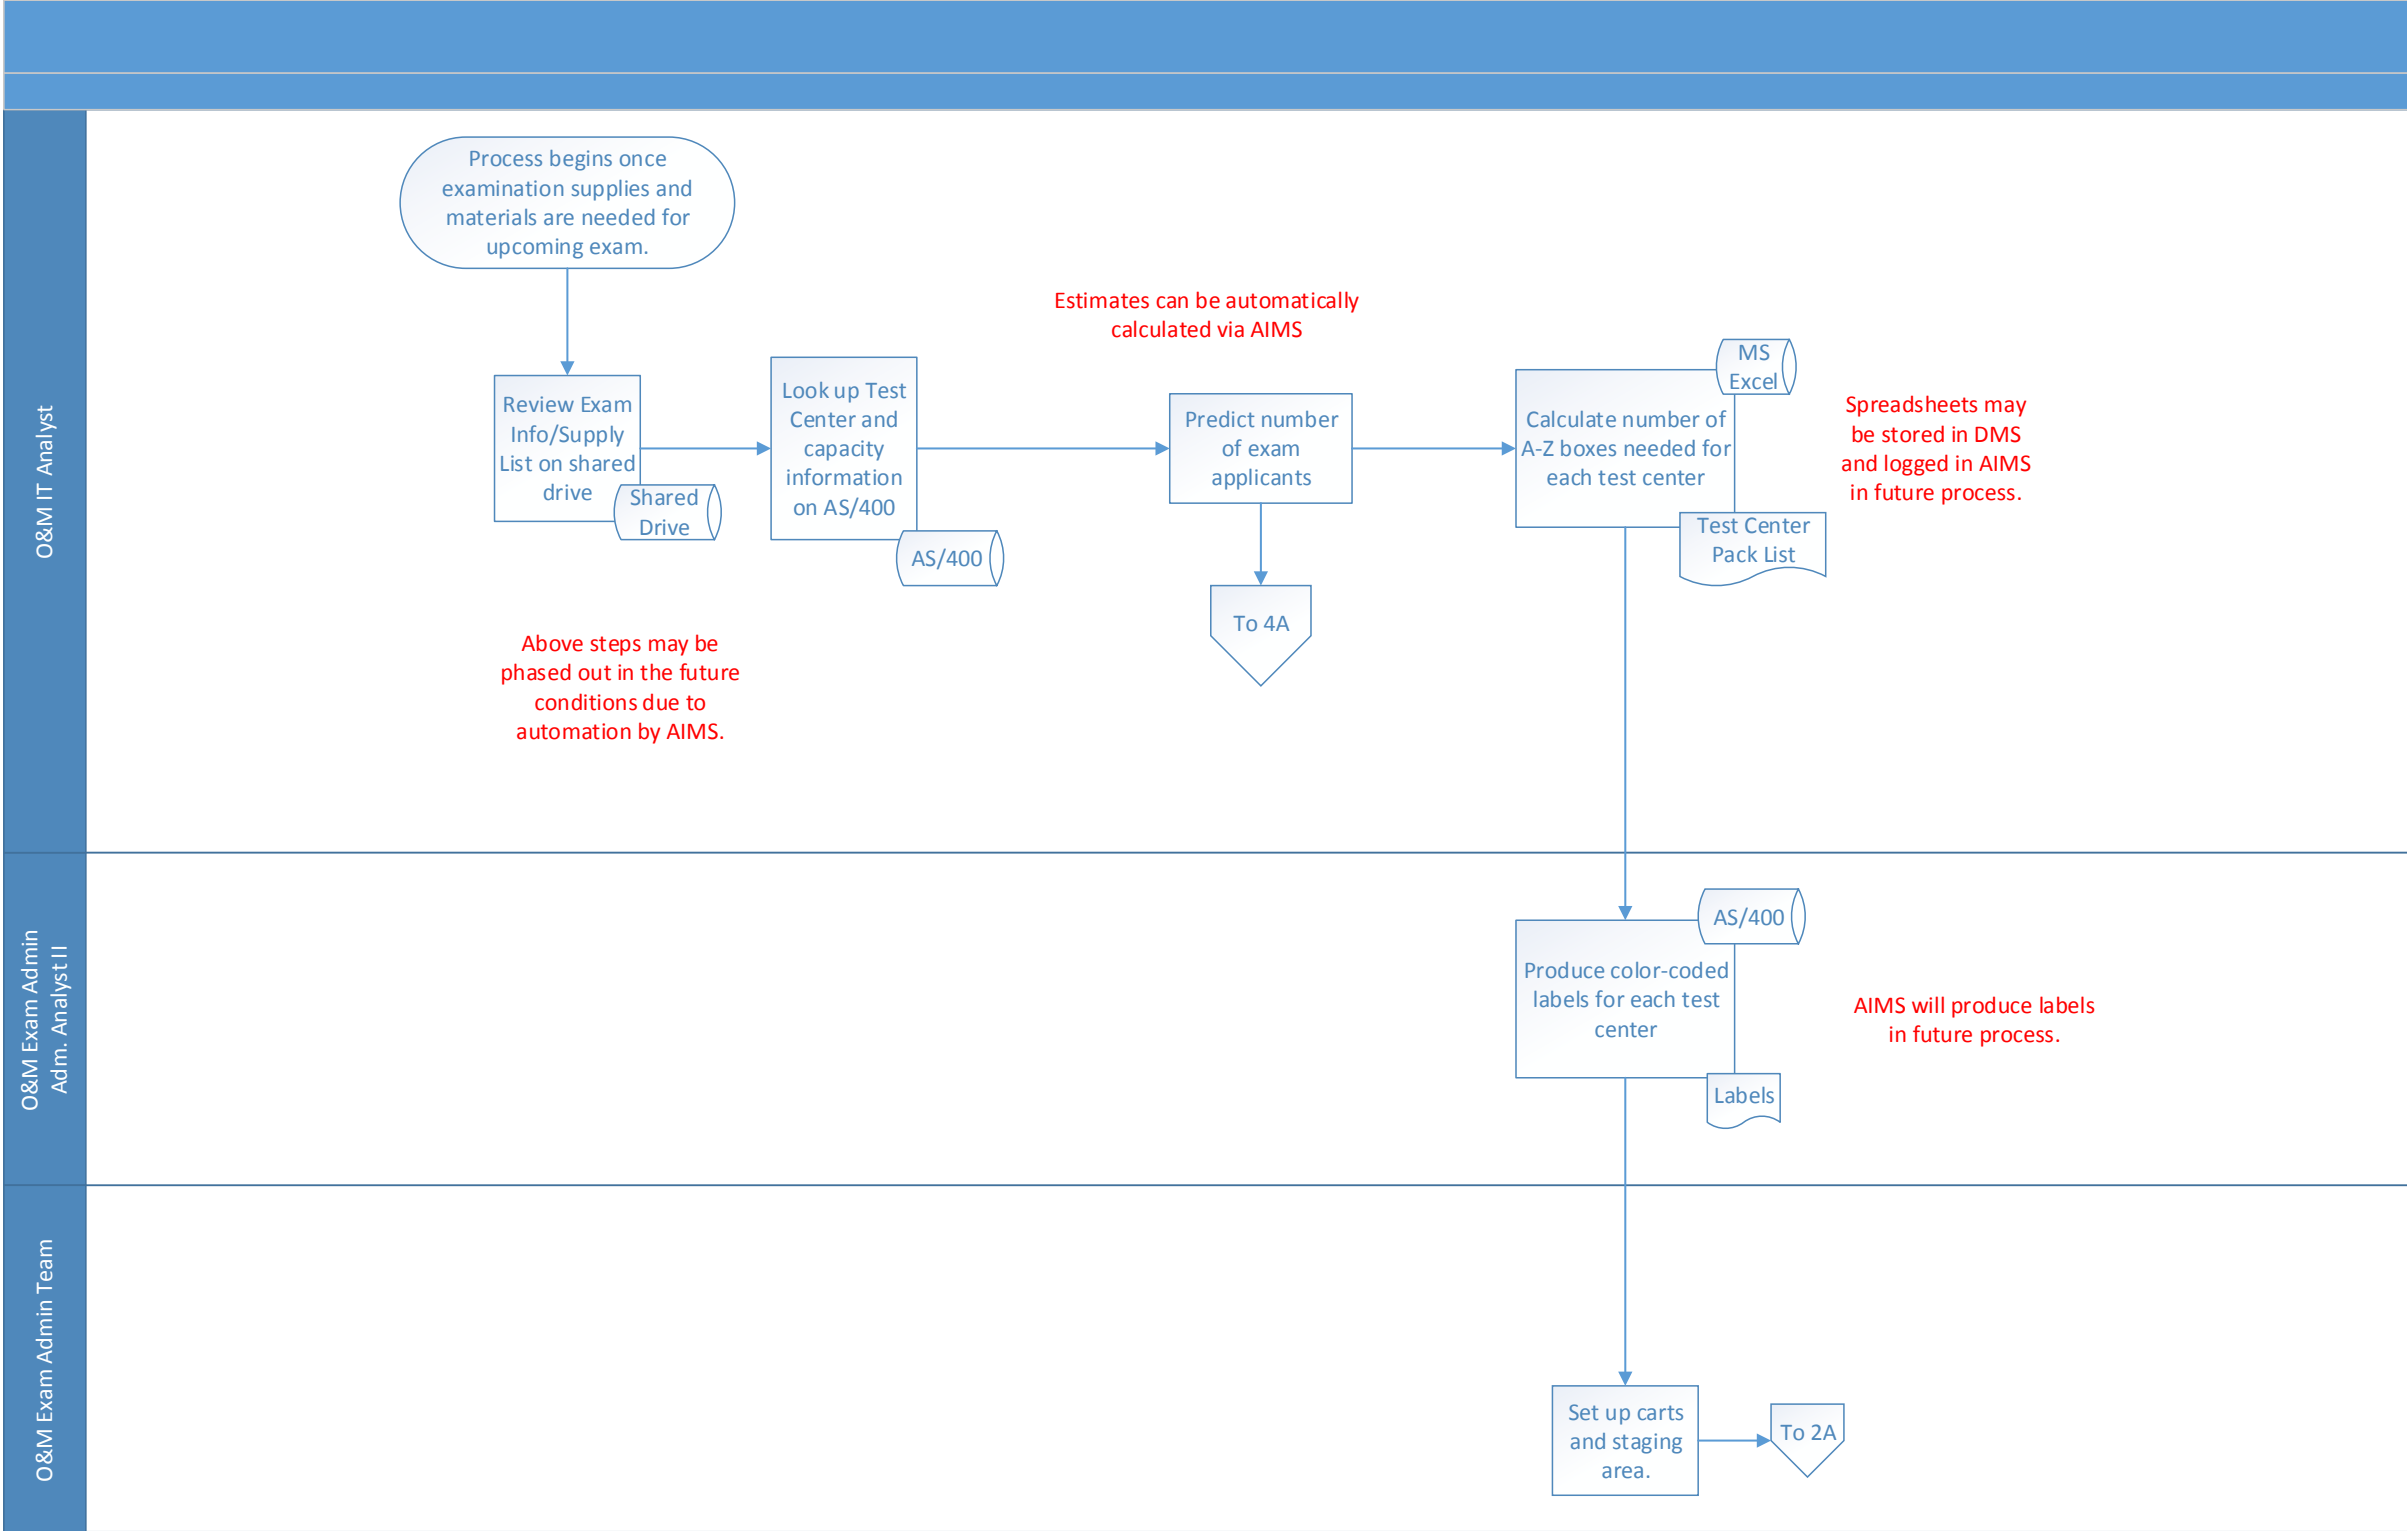 O&M IT Analyst
Process begins once
examination supplies and
materials are needed for
upcoming exam.
Review Exam
Info/Supply
List on shared
drive
Shared
Drive
Look up Test
Center and
capacity
information
on AS/400
AS/400
Above steps may be
phased out in the future
conditions due to
automation by AIMS.
Estimates can be automatically
calculated via AIMS
Predict number
of exam
applicants
To 4A
Calculate number of
A-Z boxes needed for
each test center
MS
Excel
Test Center
Pack List
Spreadsheets may
be stored in DMS
and logged in AIMS
in future process.
O&M Exam Admin
Adm. Analyst II
Produce color-coded
labels for each test
center
AS/400
Labels
AIMS will produce labels
in future process.
O&M Exam Admin Team
Set up carts
and staging
area.
To 2A